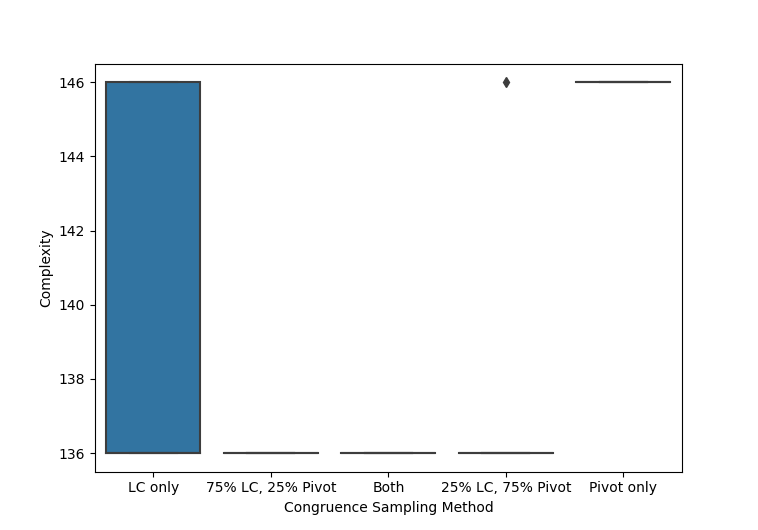 146
144
142
140
138
136
Complexity
LC only
75% LC, 25% Pivot
Both
25% LC, 75% Pivot
Pivot only
Congruence Sampling Method